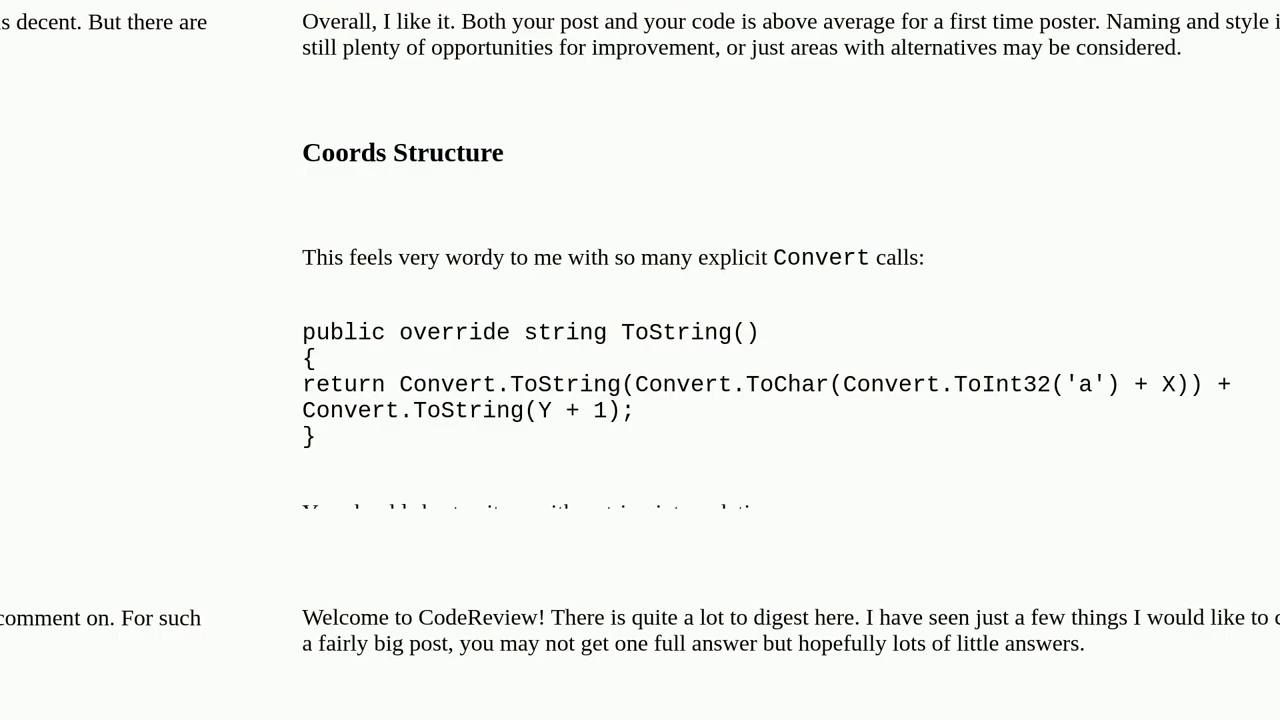 s decent. But there are
Overall, I like it. Both your post and your code is above average for a first time poster. Naming and style i
still plenty of opportunities for improvement, or just areas with alternatives may be considered.
Coords Structure
This feels very wordy to me with so many explicit Convert calls:
public override string ToString()
{
return Convert.ToString(Convert.ToChar(Convert.ToInt32('a') + X)) +
Convert.ToString(Y + 1);
}
comment on. For such
Welcome to CodeReview! There is quite a lot to digest here. I have seen just a few things I would like to c
a fairly big post, you may not get one full answer but hopefully lots of little answers.